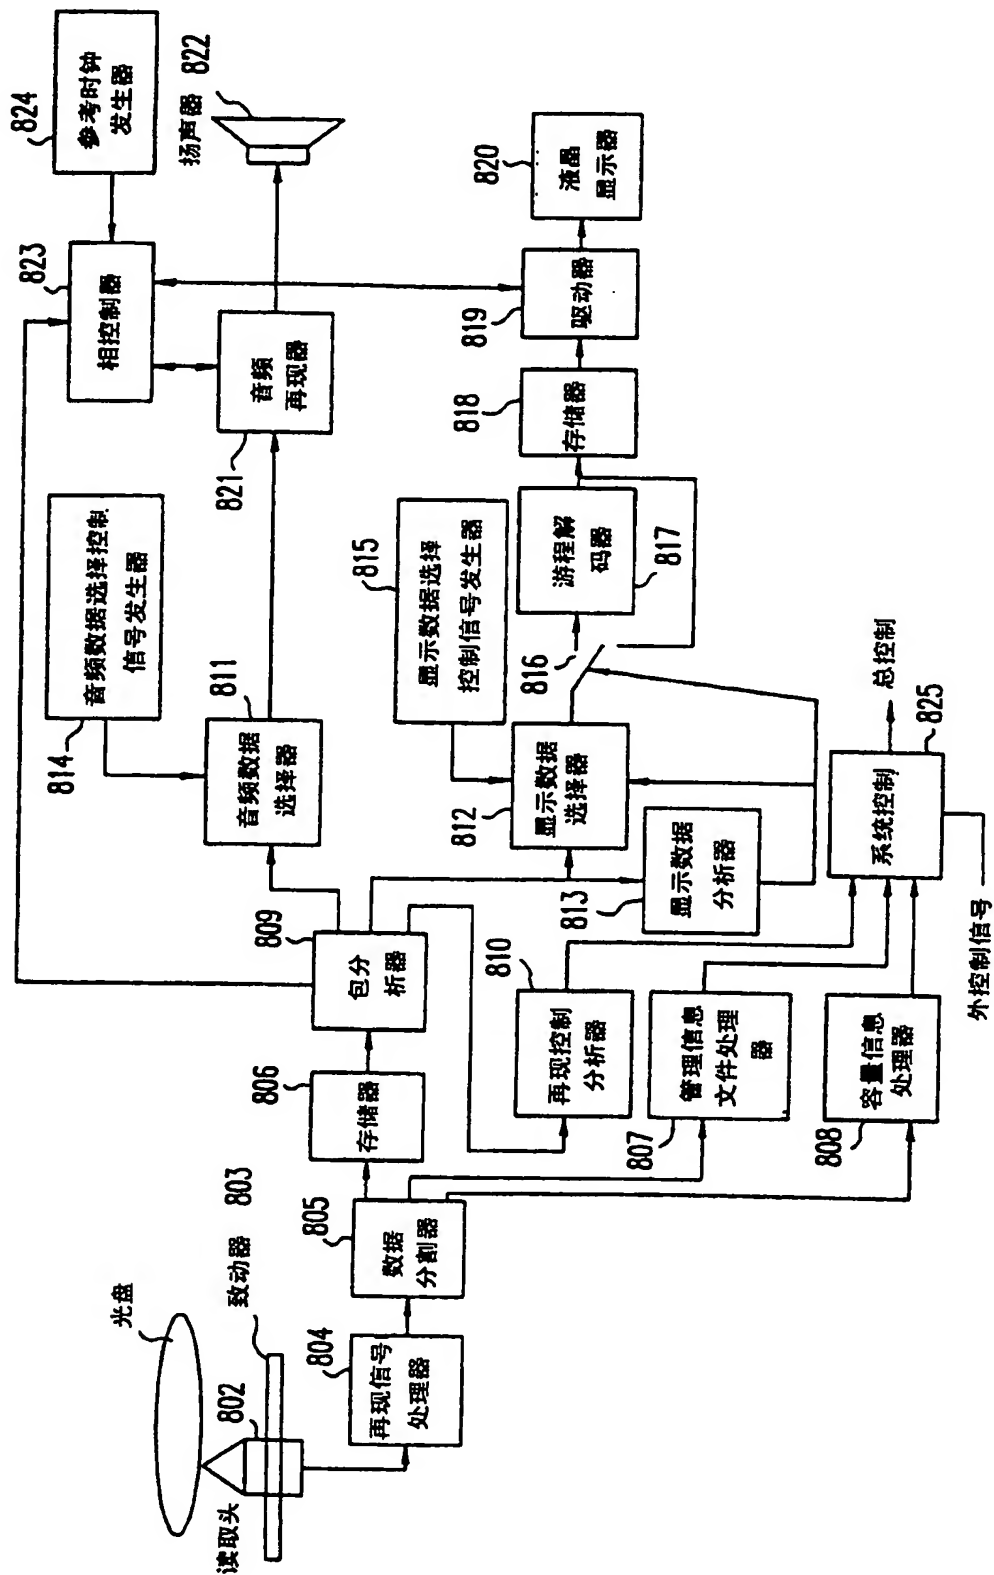 光盘
读取头
802
致动器 803
再现信号
处理器
804
数据
分割器
805
存储器
806
包分
析器
809
管理信息
文件处理
器
807
容量信息
处理器
808
再现控制
分析器
810
音频数据
选择器
811
显示数据
选择器
812
显示数据
分析器
813
音频数据选择控制
信号发生器
814
显示数据选择
控制信号发生器
815
816
游程解
码器
817
存储器
818
驱动器
819
液晶
显示器
820
音频
再现器
821
扬声器 822
相控制器
823
参考时钟
发生器
824
系统控制
825
总控制
外控制信号